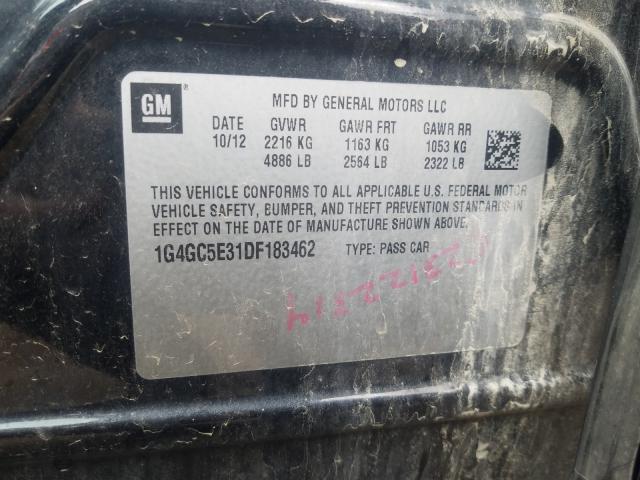 GM ® MFD BY GENERAL MOTORS LLC
DATE GVWR GAWR FRT GAWR RR
10/12 2216 KG 1163 KG 1053 KG
4886 LB 2564 LB 2322 LB
THIS VEHICLE CONFORMS TO ALL APPLICABLE U.S. FEDERAL MOTOR
VEHICLE SAFETY, BUMPER, AND THEFT PREVENTION STANDARDS IN
EFFECT ON THE DATE OF MANUFACTURE SHOWN ABOVE.
1G4GC5E31DF183462 TYPE: PASS CAR